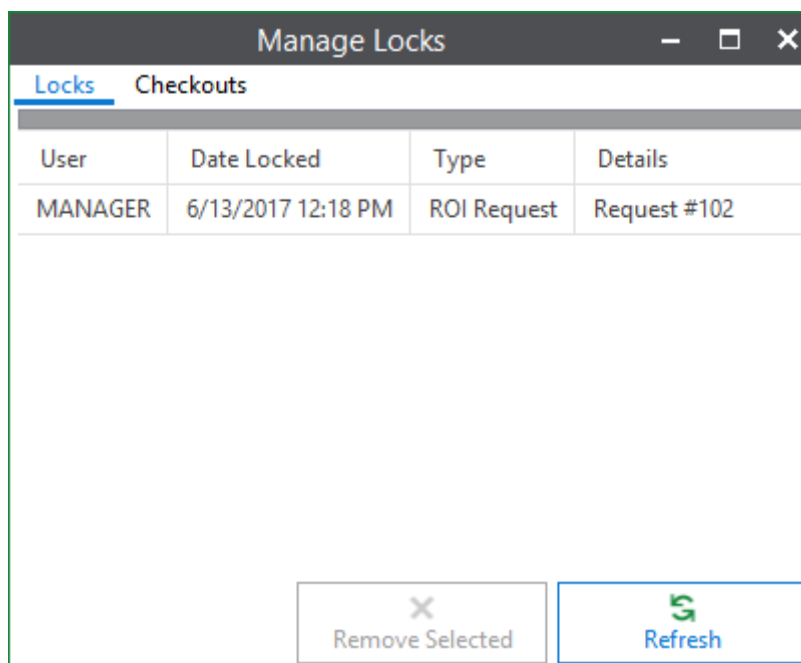 Manage Locks
Locks Checkouts
User Date Locked Type Details
MANAGER 6/13/2017 12:18 PM ROI Request Request #102
Remove Selected Refresh